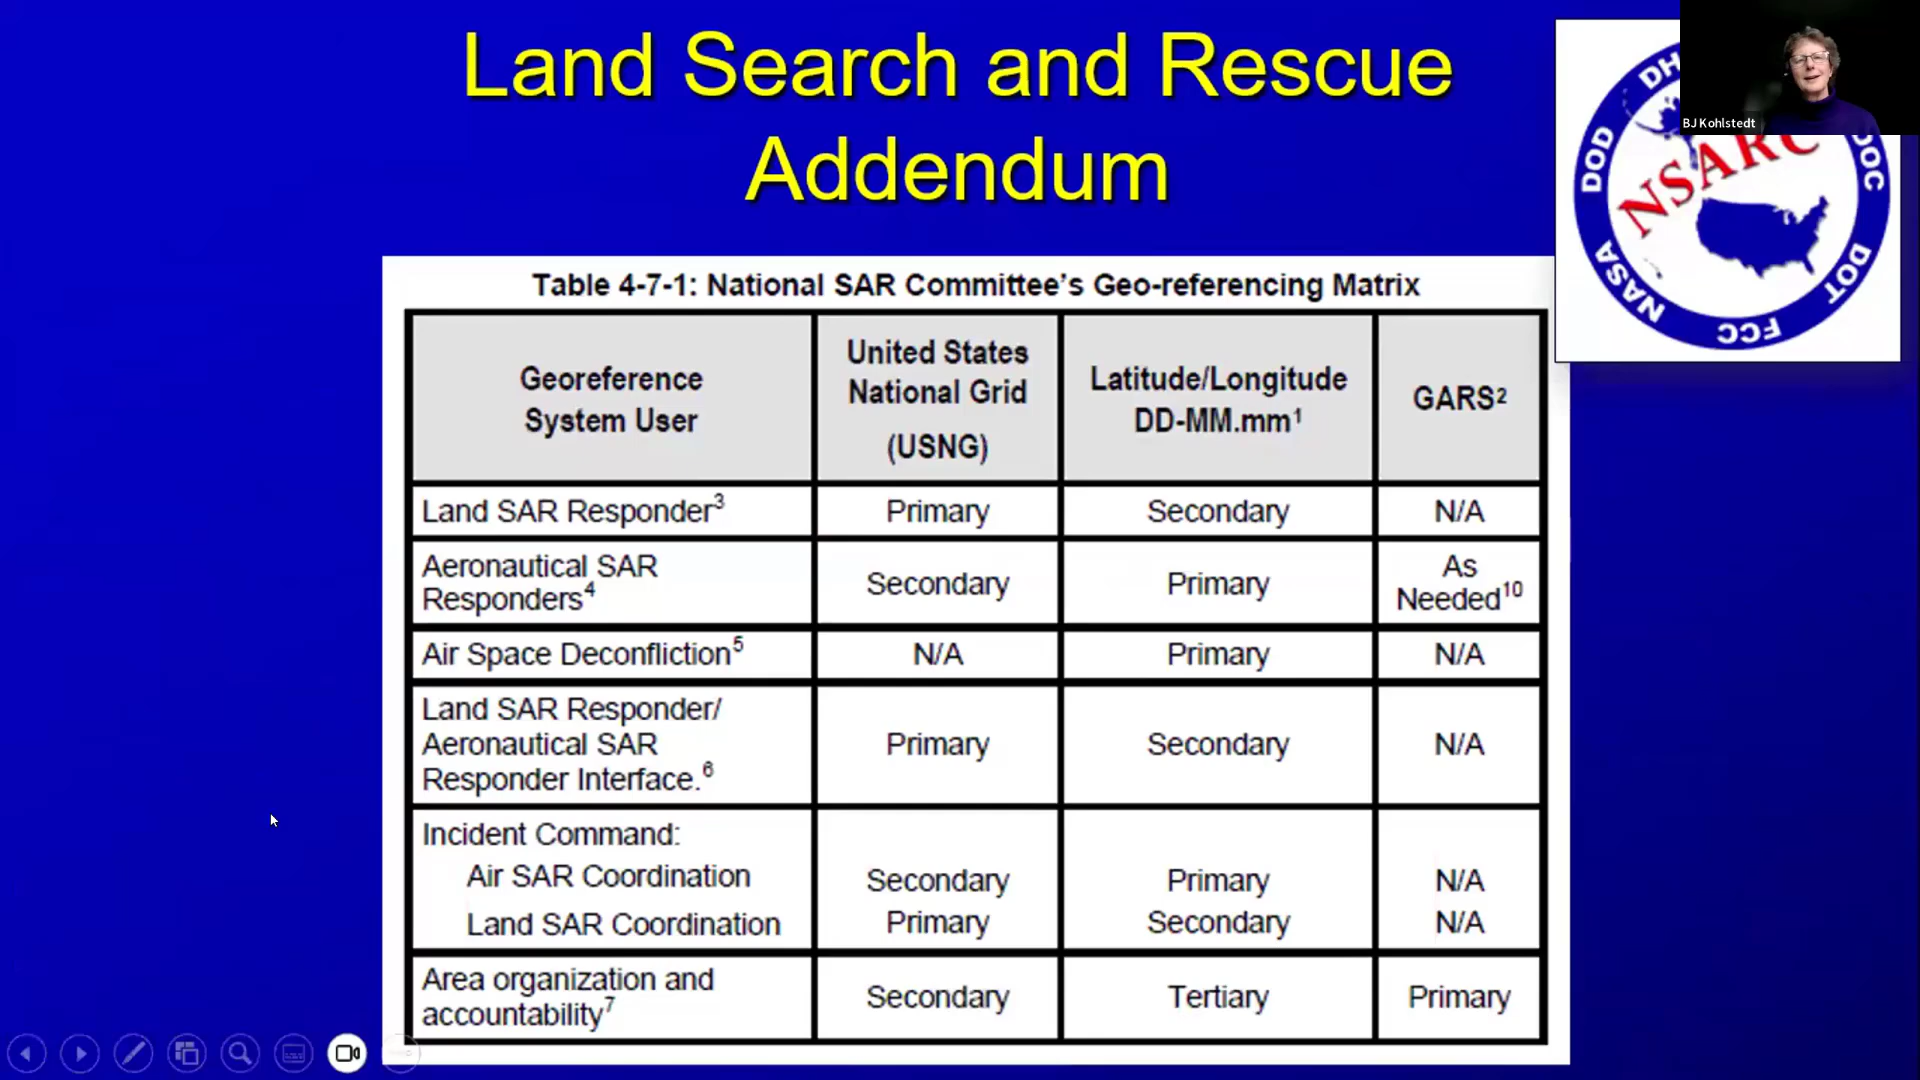 Land Search and Rescue
Addendum
BJ Kohlstedt
DOD
NSARC
DOC
NASA
FCC
DOT
Table 4-7-1: National SAR Committee's Geo-referencing Matrix
Georeference
System User
United States
National Grid
(USNG)
Latitude/Longitude
DD-MM.mm¹
GARS²
Land SAR Responder³
Primary
Secondary
N/A
Aeronautical SAR
Responders⁴
Secondary
Primary
As
Needed¹⁰
Air Space Deconfliction⁵
N/A
Primary
N/A
Land SAR Responder/
Aeronautical SAR
Responder Interface.⁶
Primary
Secondary
N/A
Incident Command:
Air SAR Coordination
Secondary
Primary
N/A
Land SAR Coordination
Primary
Secondary
N/A
Area organization and
accountability⁷
Secondary
Tertiary
Primary